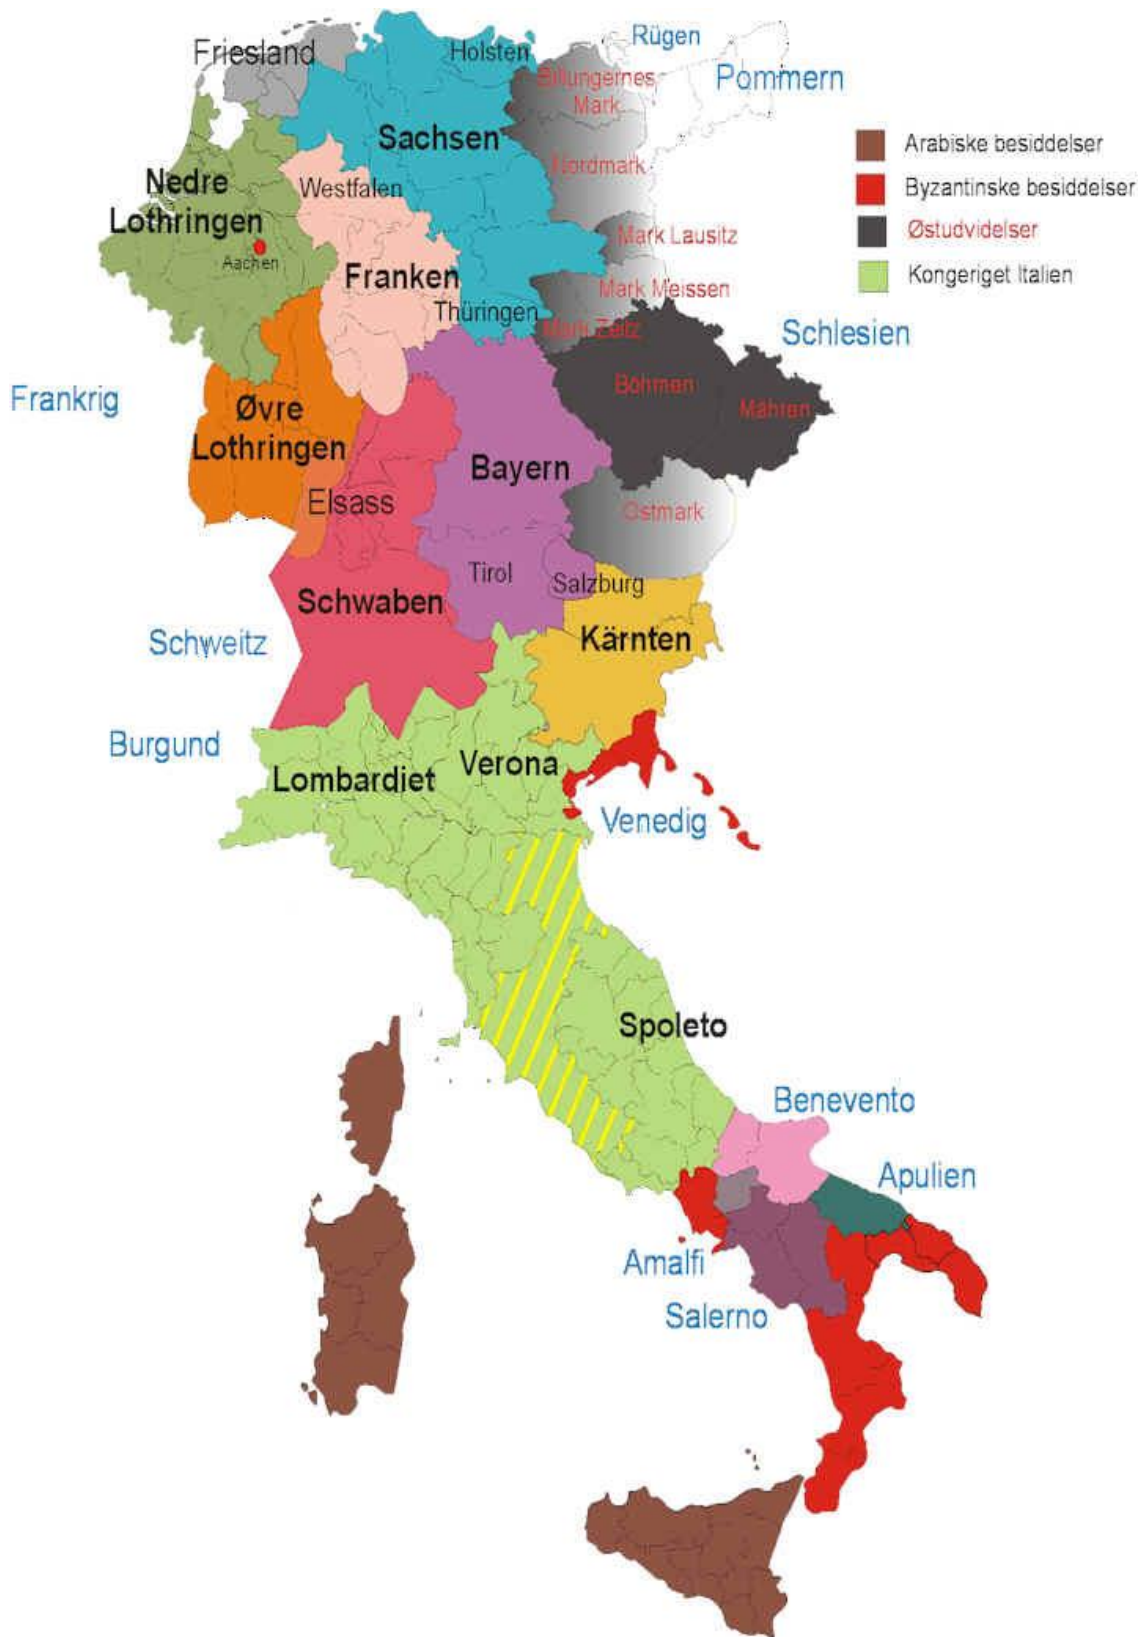 Rügen
Friesland
Holsten
Billungernes
Mark
Pommern
Sachsen
Arabiske besiddelser
Nordmark
Byzantinske besiddelser
Nedre
Lothringen
Westfalen
Mark Lausitz
Østudvidelser
Aachen
Franken
Mark Meissen
Kongeriget Italien
Thüringen
Mark Zeitz
Schlesien
Böhmen
Frankrig
Øvre
Lothringen
Mähren
Bayern
Elsass
Ostmark
Tirol
Salzburg
Schwaben
Schweitz
Kärnten
Burgund
Lombardiet
Verona
Venedig
Spoleto
Benevento
Apulien
Amalfi
Salerno